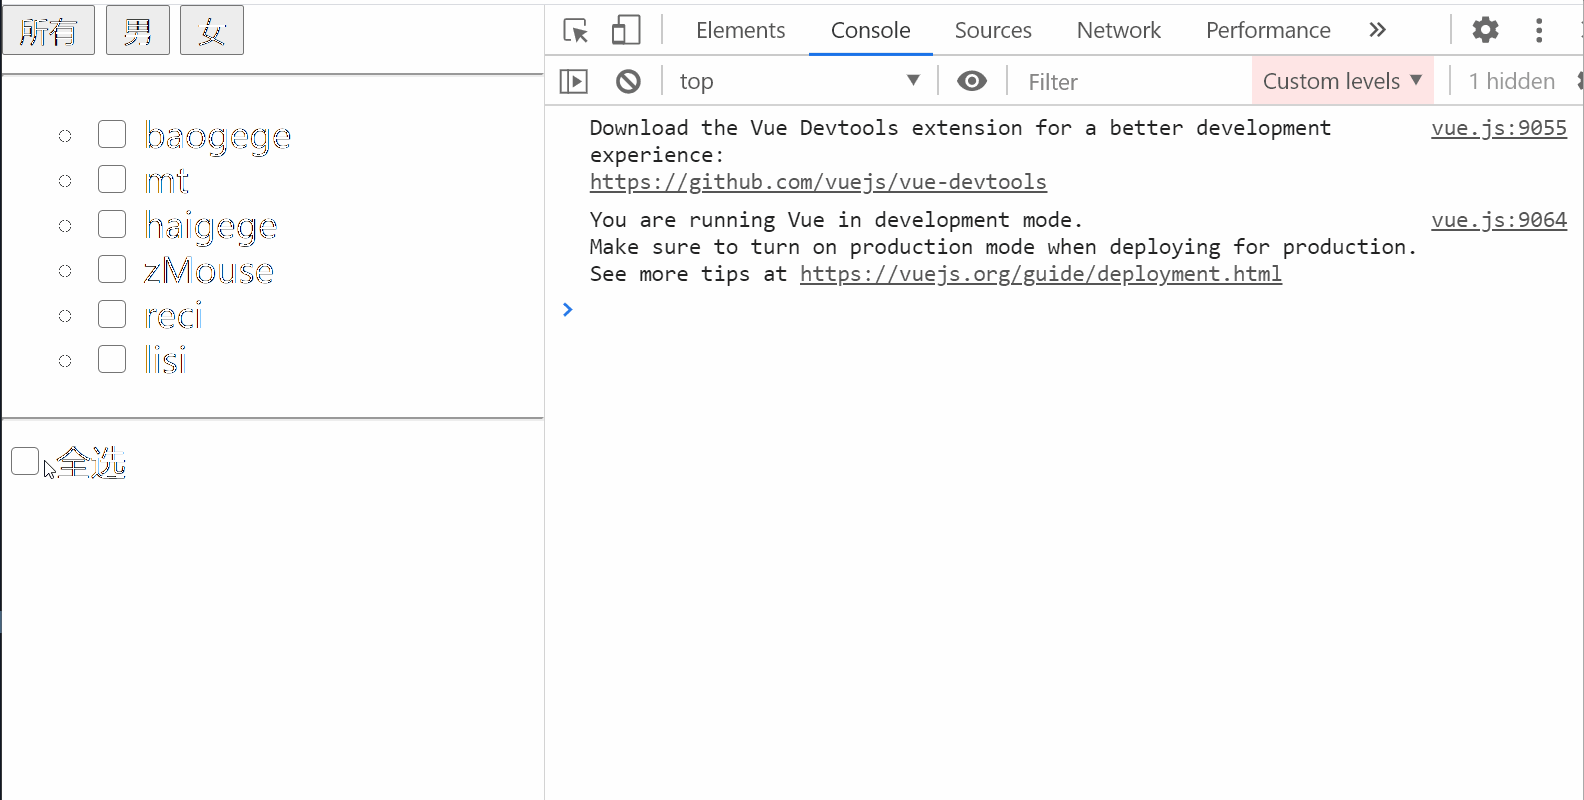 所有 男 女
baogege
mt
haigege
zMouse
reci
lisi
全选
Elements Console Sources Network Performance
top Filter Custom levels 1 hidden
Download the Vue Devtools extension for a better development vue.js:9055
experience:
https://github.com/vuejs/vue-devtools
You are running Vue in development mode. vue.js:9064
Make sure to turn on production mode when deploying for production.
See more tips at https://vuejs.org/guide/deployment.html